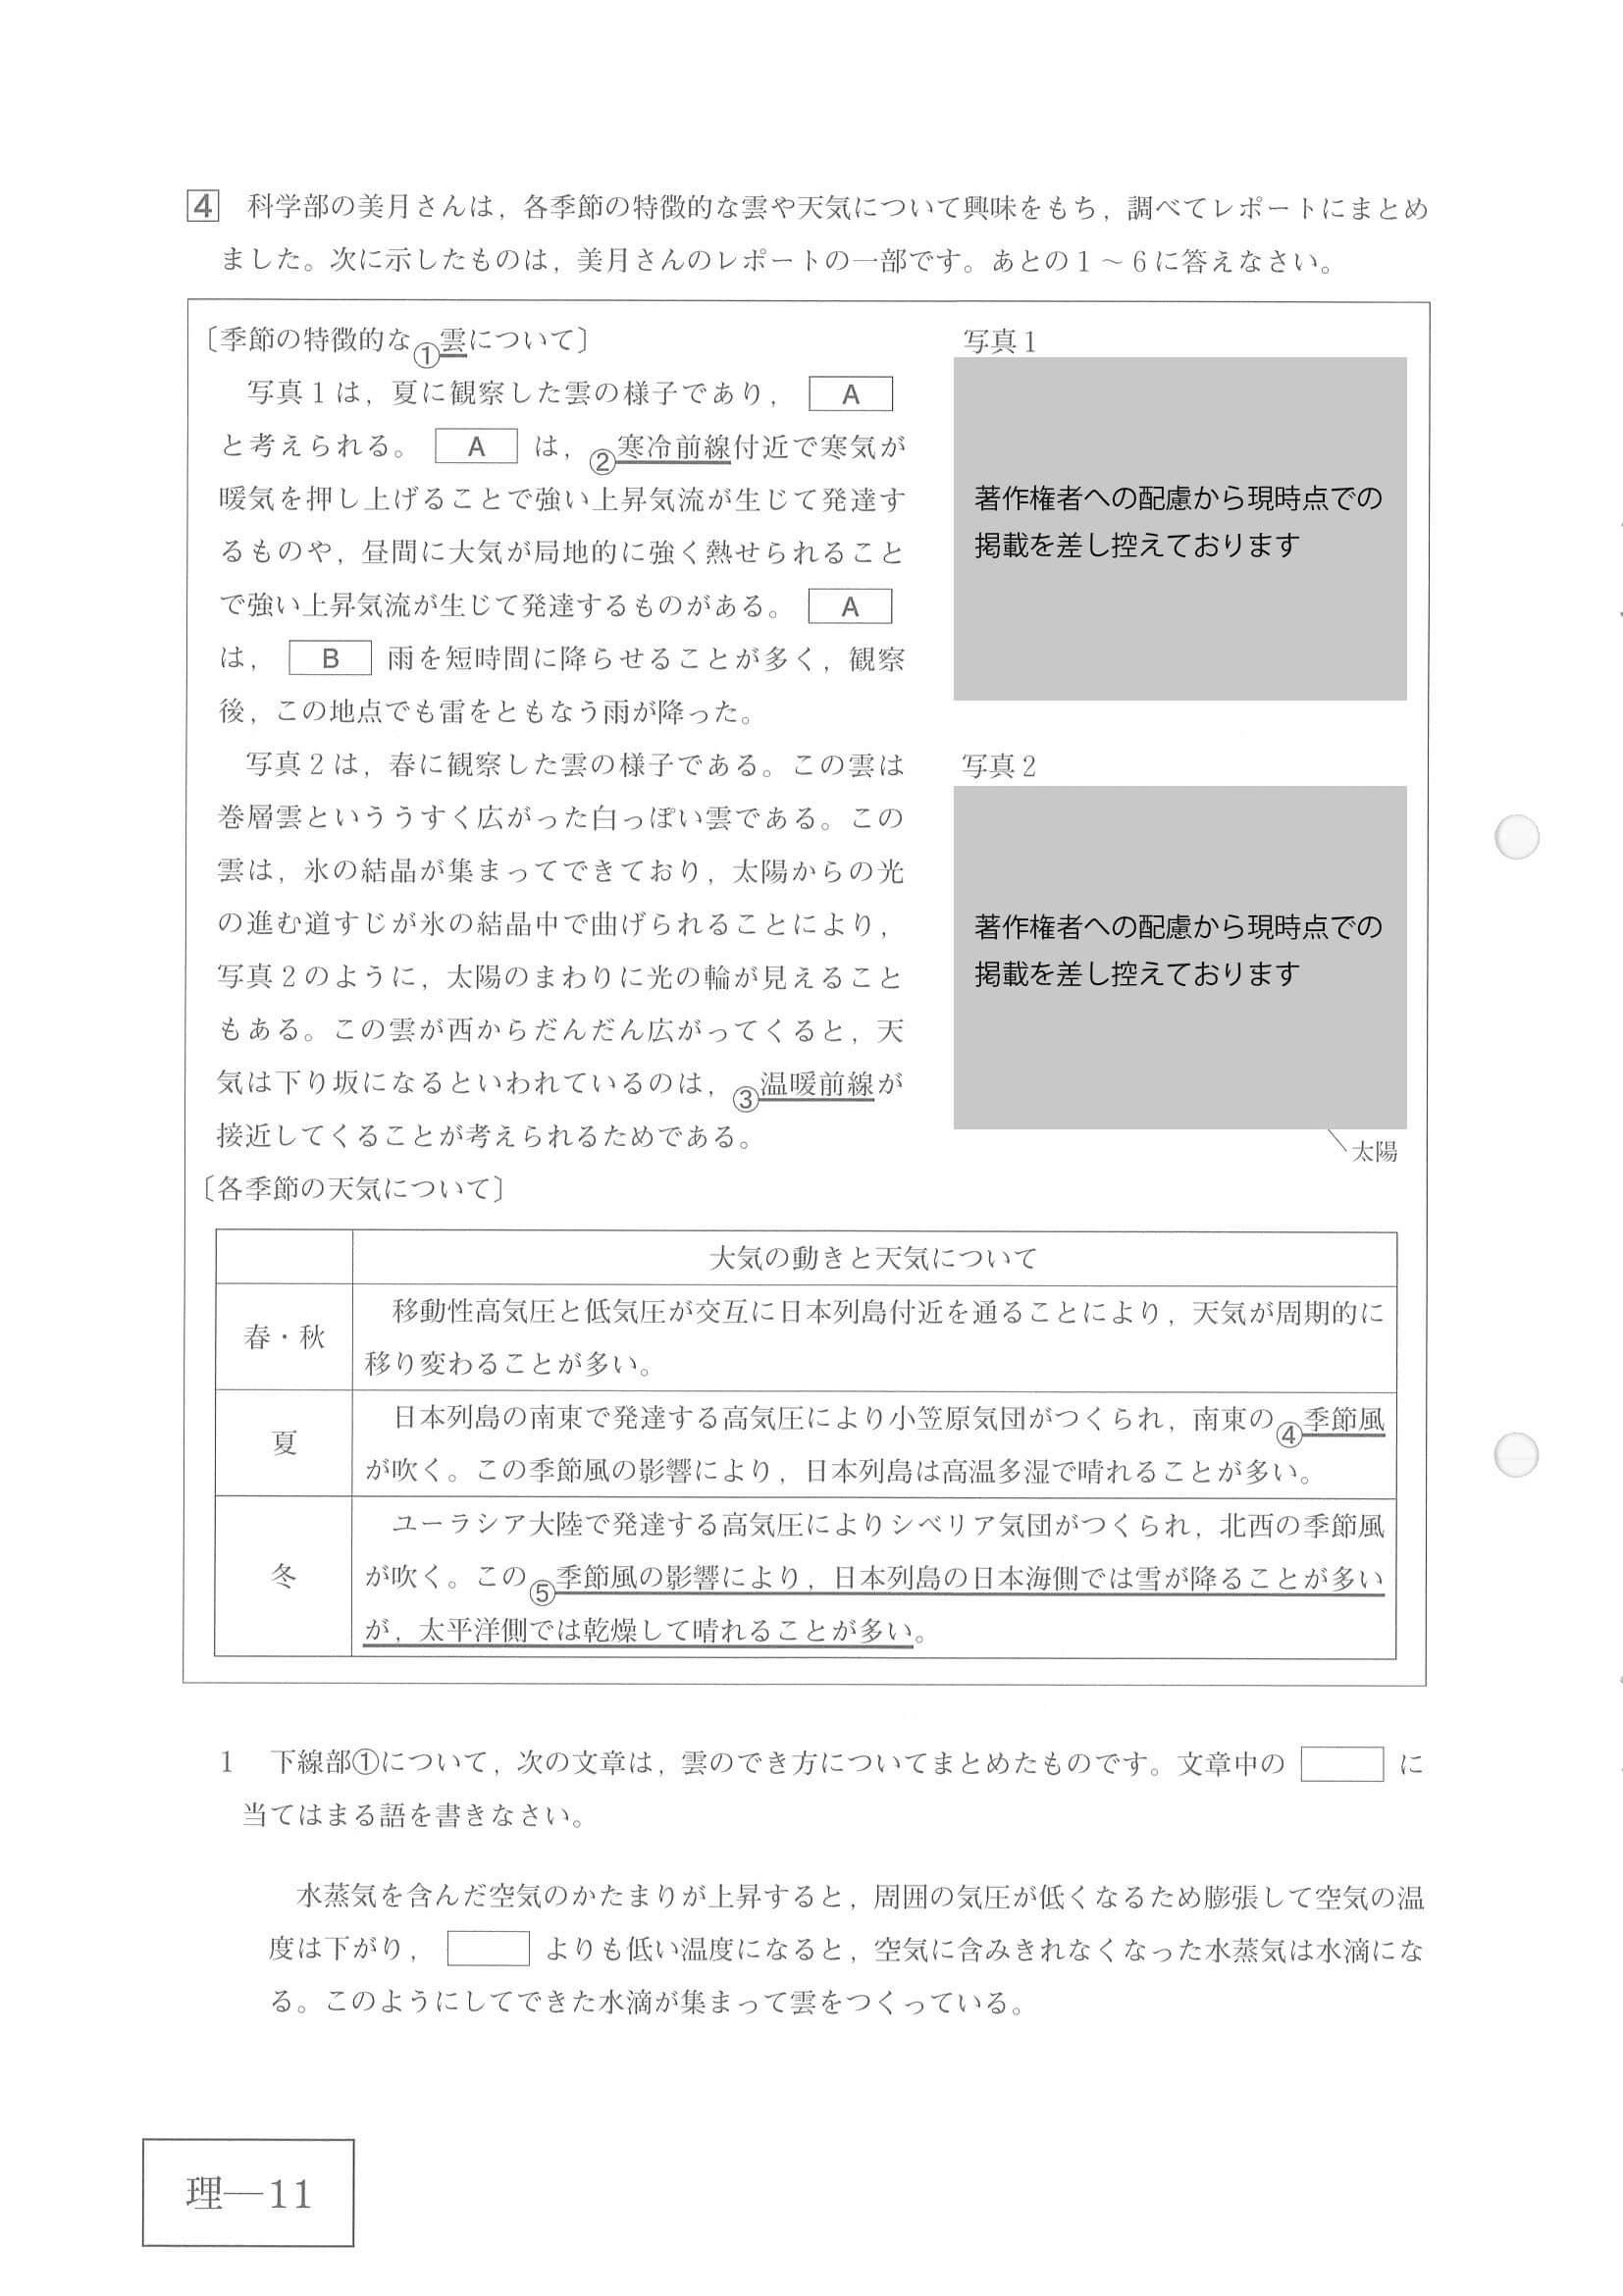 4 科学部の美月さんは，各季節の特徴的な雲や天気について興味をもち，調べてレポートにまとめ
ました。次に示したものは，美月さんのレポートの一部です。あとの1～6に答えなさい。
〔季節の特徴的な①雲について〕
写真1は，夏に観察した雲の様子であり， A
と考えられる。 A は，②寒冷前線付近で寒気が
暖気を押し上げることで強い上昇気流が生じて発達す
るものや，昼間に大気が局地的に強く熱せられること
で強い上昇気流が生じて発達するものがある。 A
は， B 雨を短時間に降らせることが多く，観察
後，この地点でも雷をともなう雨が降った。
写真1
著作権者への配慮から現時点での
掲載を差し控えております
写真2は，春に観察した雲の様子である。この雲は
巻層雲といううすく広がった白っぽい雲である。この
雲は，氷の結晶が集まってできており，太陽からの光
の進む道すじが氷の結晶中で曲げられることにより，
写真2のように，太陽のまわりに光の輪が見えること
もある。この雲が西からだんだん広がってくると，天
気は下り坂になるといわれているのは，③温暖前線が
接近してくることが考えられるためである。
写真2
著作権者への配慮から現時点での
掲載を差し控えております
太陽
〔各季節の天気について〕
大気の動きと天気について
春・秋
移動性高気圧と低気圧が交互に日本列島付近を通ることにより，天気が周期的に
移り変わることが多い。
夏
日本列島の南東で発達する高気圧により小笠原気団がつくられ，南東の④季節風
が吹く。この季節風の影響により，日本列島は高温多湿で晴れることが多い。
冬
ユーラシア大陸で発達する高気圧によりシベリア気団がつくられ，北西の季節風
が吹く。この⑤季節風の影響により，日本列島の日本海側では雪が降ることが多い
が，太平洋側では乾燥して晴れることが多い。
1 下線部①について，次の文章は，雲のでき方についてまとめたものです。文章中の に
当てはまる語を書きなさい。
水蒸気を含んだ空気のかたまりが上昇すると，周囲の気圧が低くなるため膨張して空気の温
度は下がり， よりも低い温度になると，空気に含みきれなくなった水蒸気は水滴にな
る。このようにしてできた水滴が集まって雲をつくっている。
理―11